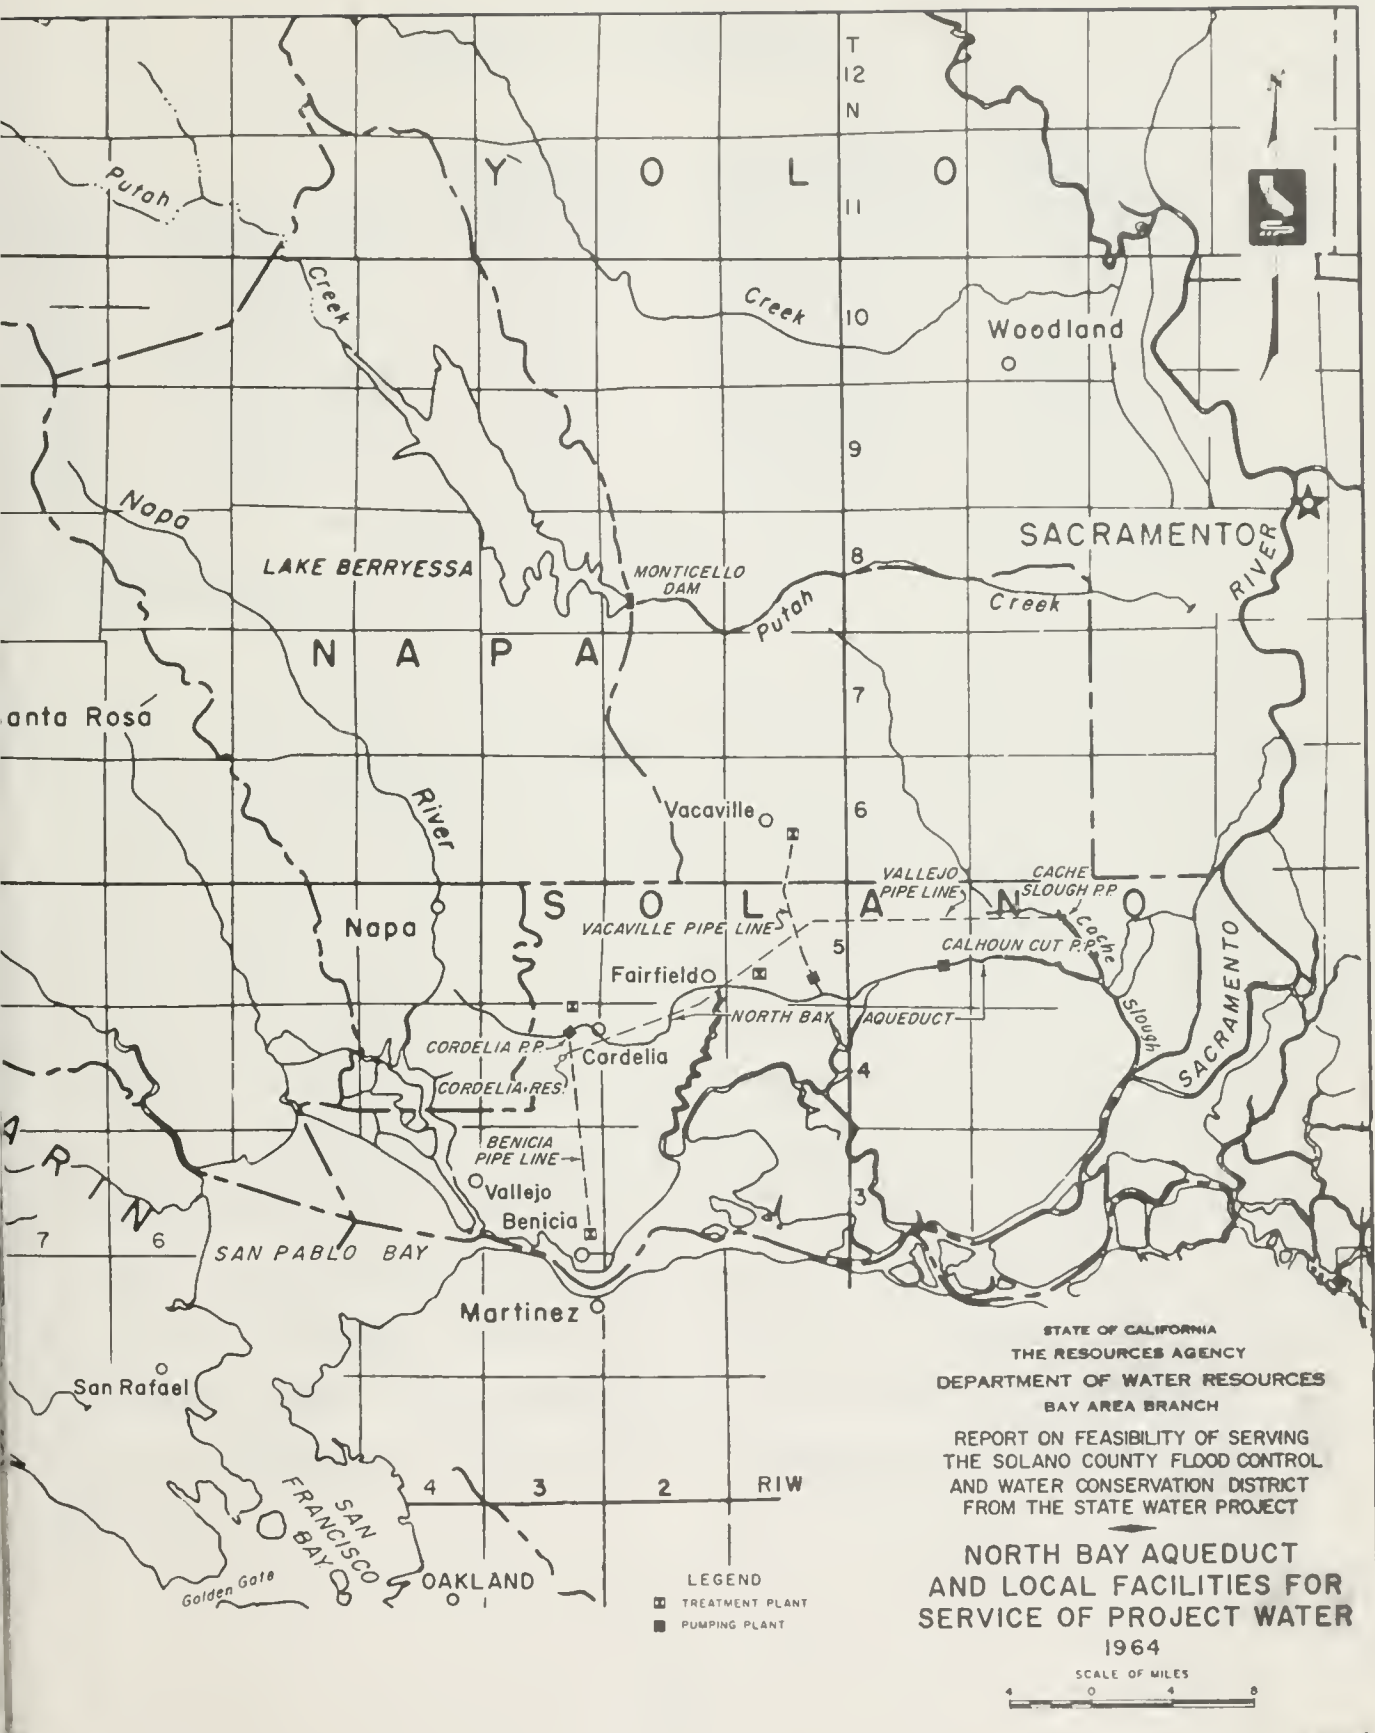 T
12
N
N
Y O L O
Putah
11
Creek
Creek
10
Woodland
9
Napa
SACRAMENTO
RIVER
LAKE BERRYESSA
8
MONTICELLO
DAM
Putah
Creek
N A P A
7
anta Rosa
River
Vacaville
6
VALLEJO
PIPE LINE
CACHE
SLOUGH P.P.
S O L A N O
Napa
VACAVILLE PIPE LINE
Cache
Slough
5
CALHOUN CUT P.P.
SACRAMENTO
Fairfield
NORTH BAY AQUEDUCT
CORDELIA P.P.
Cordelia
CORDELIA RES.
4
A R I N
BENICIA
PIPE LINE
Vallejo
3
Benicia
7
6
SAN PABLO BAY
Martinez
San Rafael
4
3
2
R1W
SAN
FRANCISCO
BAY
Golden Gate
OAKLAND
LEGEND
TREATMENT PLANT
PUMPING PLANT
STATE OF CALIFORNIA
THE RESOURCES AGENCY
DEPARTMENT OF WATER RESOURCES
BAY AREA BRANCH
REPORT ON FEASIBILITY OF SERVING
THE SOLANO COUNTY FLOOD CONTROL
AND WATER CONSERVATION DISTRICT
FROM THE STATE WATER PROJECT
NORTH BAY AQUEDUCT
AND LOCAL FACILITIES FOR
SERVICE OF PROJECT WATER
1964
SCALE OF MILES
4 0 4 8